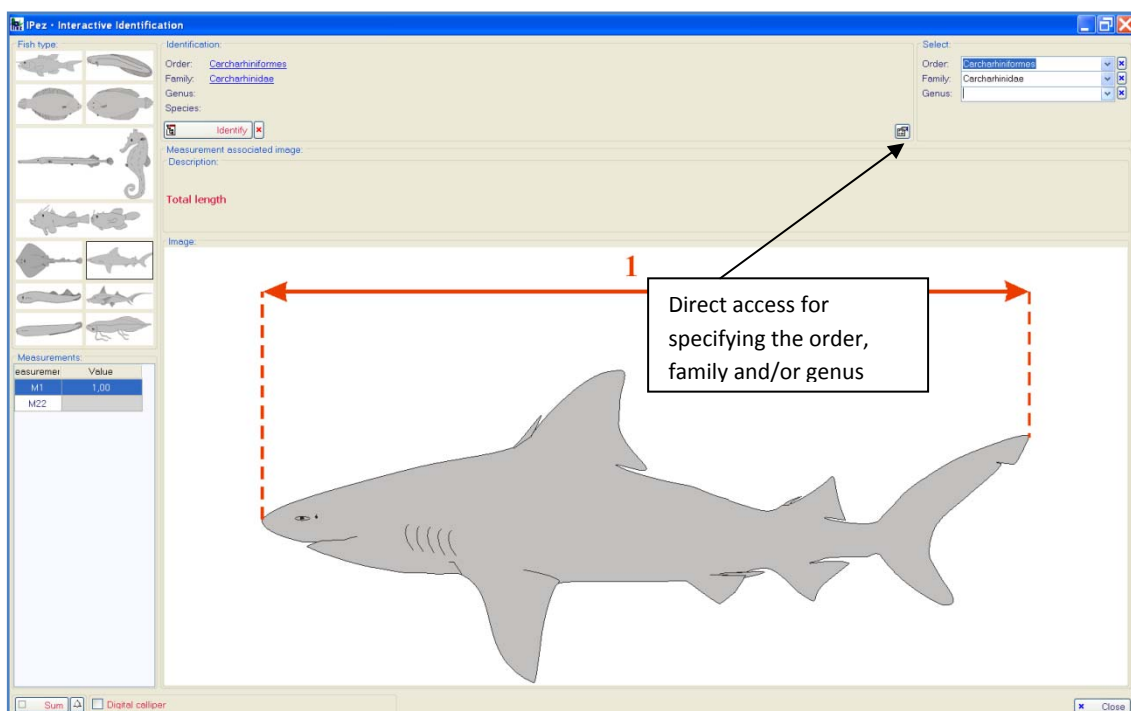 IPez - Interactive Identification
Fish type:
Identification:
Order: Carcharhiniformes
Family: Carcharhinidae
Genus:
Species:
Identify
Select:
Order: Carcharhiniformes
Family: Carcharhinidae
Genus:
Measurement associated image:
Description:
Total length
Image:
1
Direct access for
specifying the order,
family and/or genus
Measurements:
easuremer Value
M1 1,00
M22
Sum Digital calliper
Close